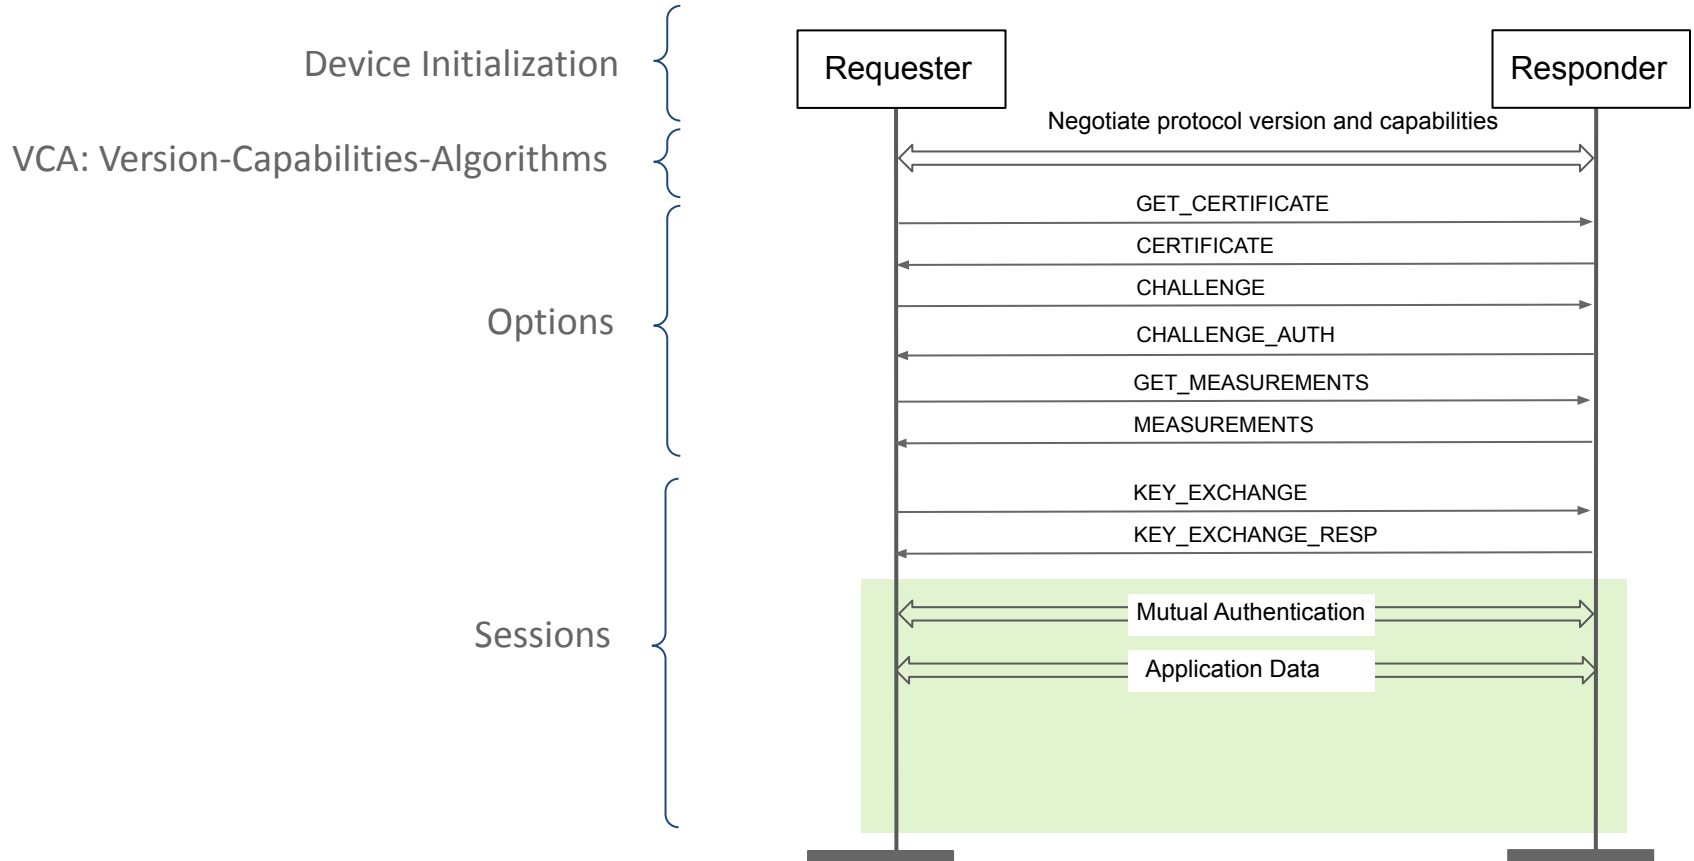 Device Initialization
Requester
Responder
Negotiate protocol version and capabilities
VCA: Version-Capabilities-Algorithms
GET_CERTIFICATE
CERTIFICATE
CHALLENGE
Options
CHALLENGE_AUTH
GET_MEASUREMENTS
MEASUREMENTS
KEY_EXCHANGE
KEY_EXCHANGE_RESP
Mutual Authentication
Sessions
Application Data